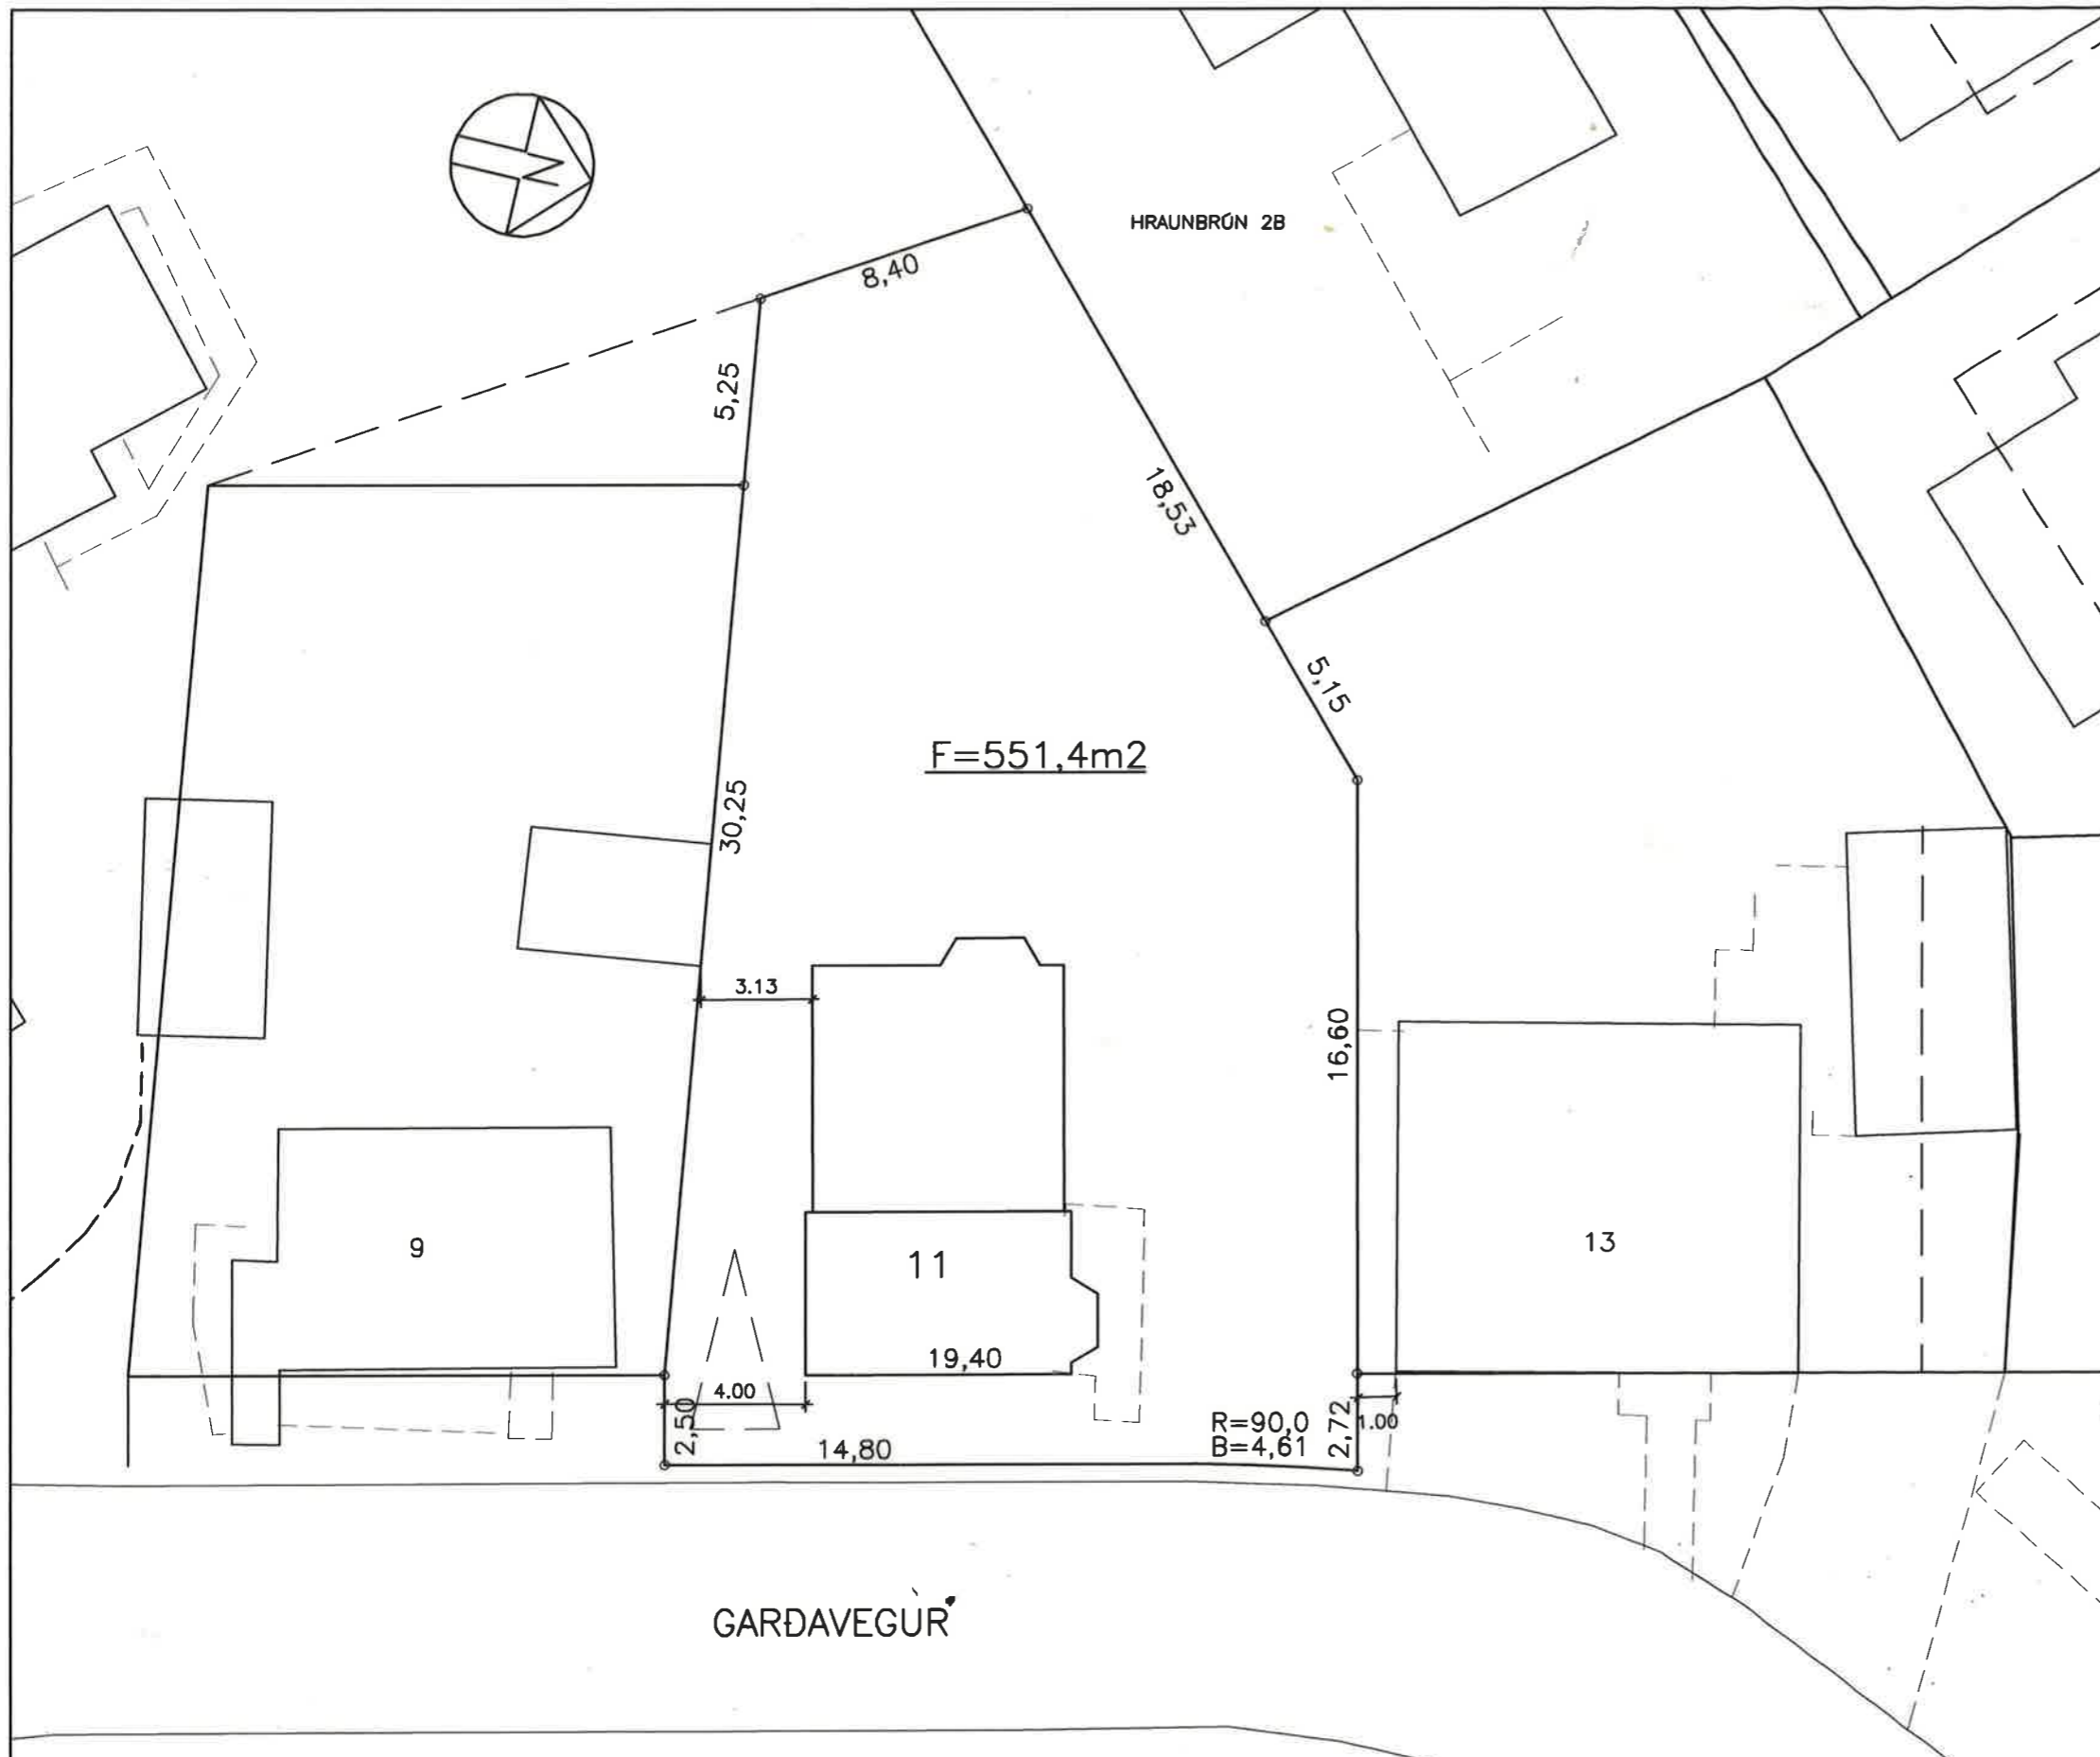 N
HRAUNBRÚN 2B
8,40
5,25
18,53
5,15
F=551,4m2
30,25
3.13
16,60
9
11
13
19,40
4.00
2,50
14,80
R=90,0
B=4,61
2,72
1.00
GARÐAVEGUR